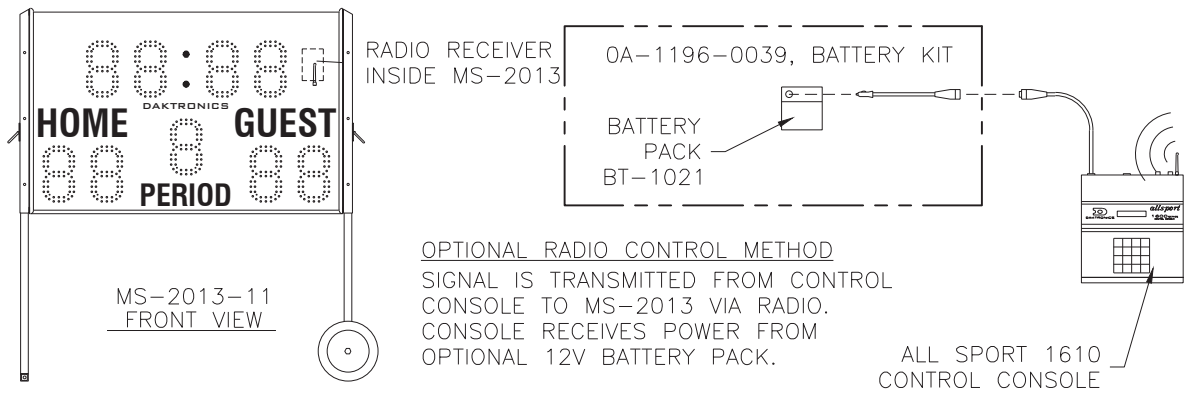 RADIO RECEIVER
INSIDE MS-2013
0A-1196-0039, BATTERY KIT
88:88
DAKTRONICS
HOME
GUEST
8
88
88
PERIOD
BATTERY
PACK
BT-1021
DAKTRONICS
allsport
OPTIONAL RADIO CONTROL METHOD
SIGNAL IS TRANSMITTED FROM CONTROL
CONSOLE TO MS-2013 VIA RADIO.
CONSOLE RECEIVES POWER FROM
OPTIONAL 12V BATTERY PACK.
MS-2013-11
FRONT VIEW
ALL SPORT 1610
CONTROL CONSOLE